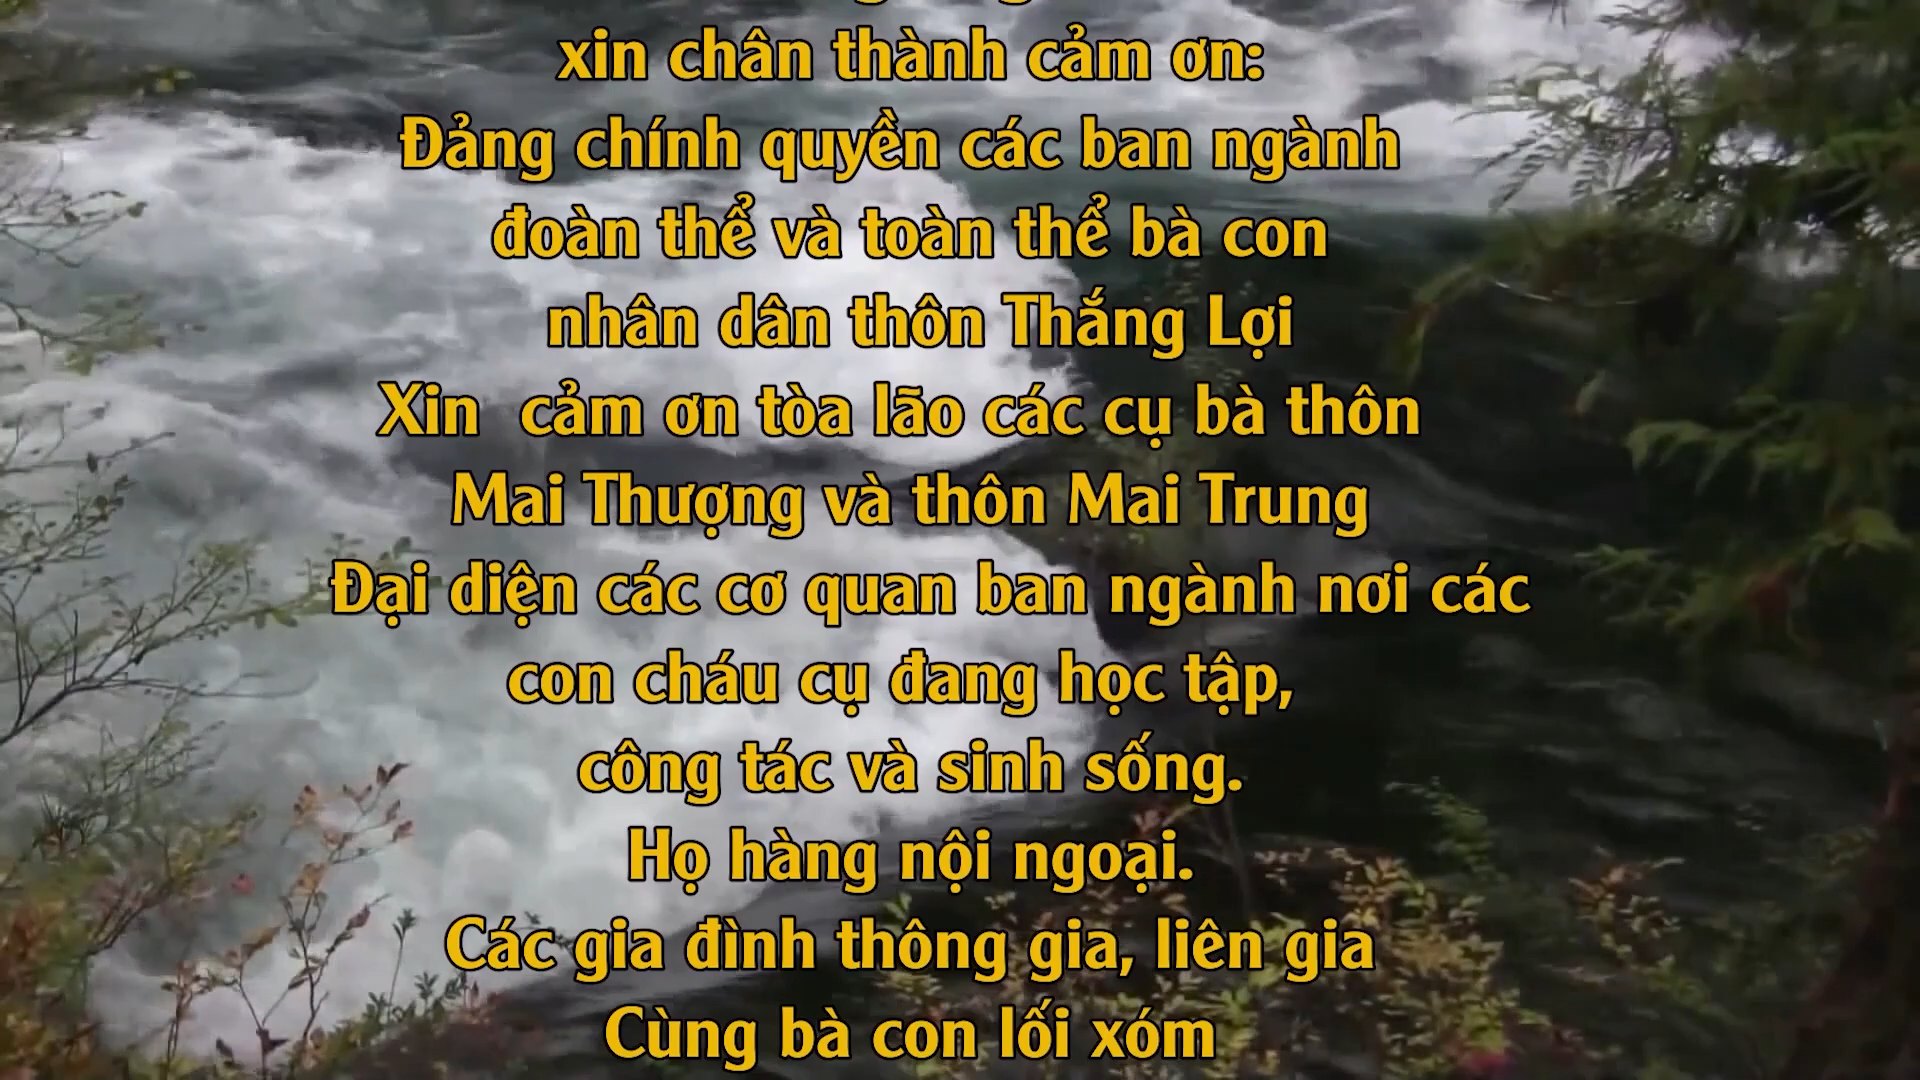 xin chân thành cảm ơn:
Đảng chính quyền các ban ngành
đoàn thể và toàn thể bà con
nhân dân thôn Thắng Lợi
Xin cảm ơn tòa lão các cụ bà thôn
Mai Thượng và thôn Mai Trung
Đại diện các cơ quan ban ngành nơi các
con cháu cụ đang học tập,
công tác và sinh sống.
Họ hàng nội ngoại.
Các gia đình thông gia, liên gia
Cùng bà con lối xóm